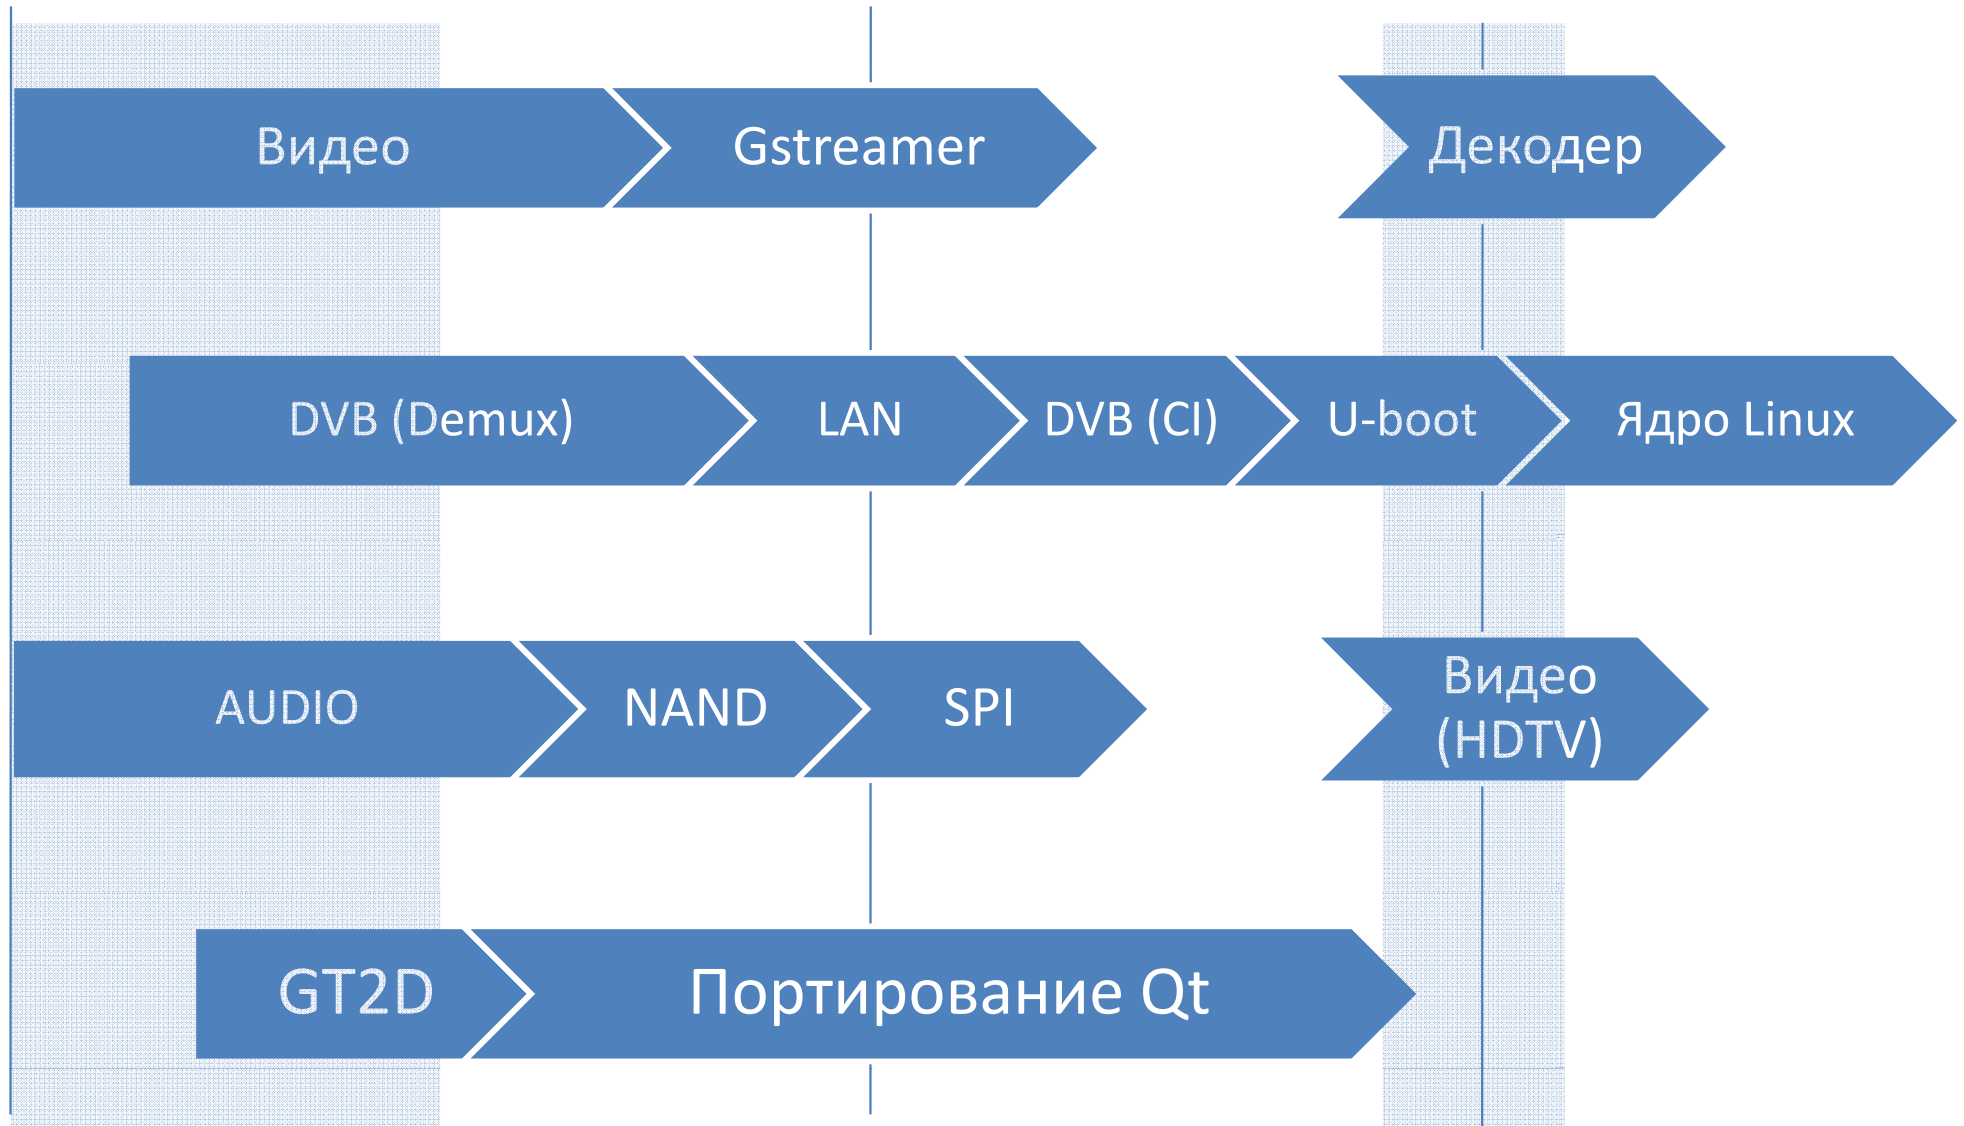 Видео
Gstreamer
Декодер
DVB (Demux)
LAN
DVB (CI)
U-boot
Ядро Linux
AUDIO
NAND
SPI
Видео
(HDTV)
GT2D
Портирование Qt